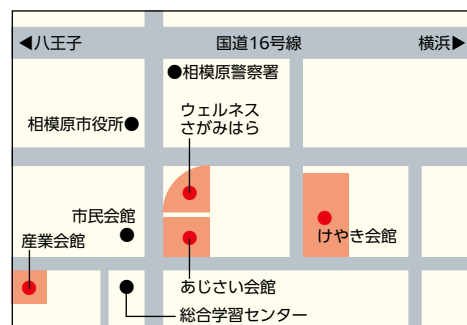 ◀八王子
国道16号線
横浜▶
相模原警察署
ウェルネス
さがみはら
相模原市役所
市民会館
産業会館
けやき会館
あじさい会館
総合学習センター